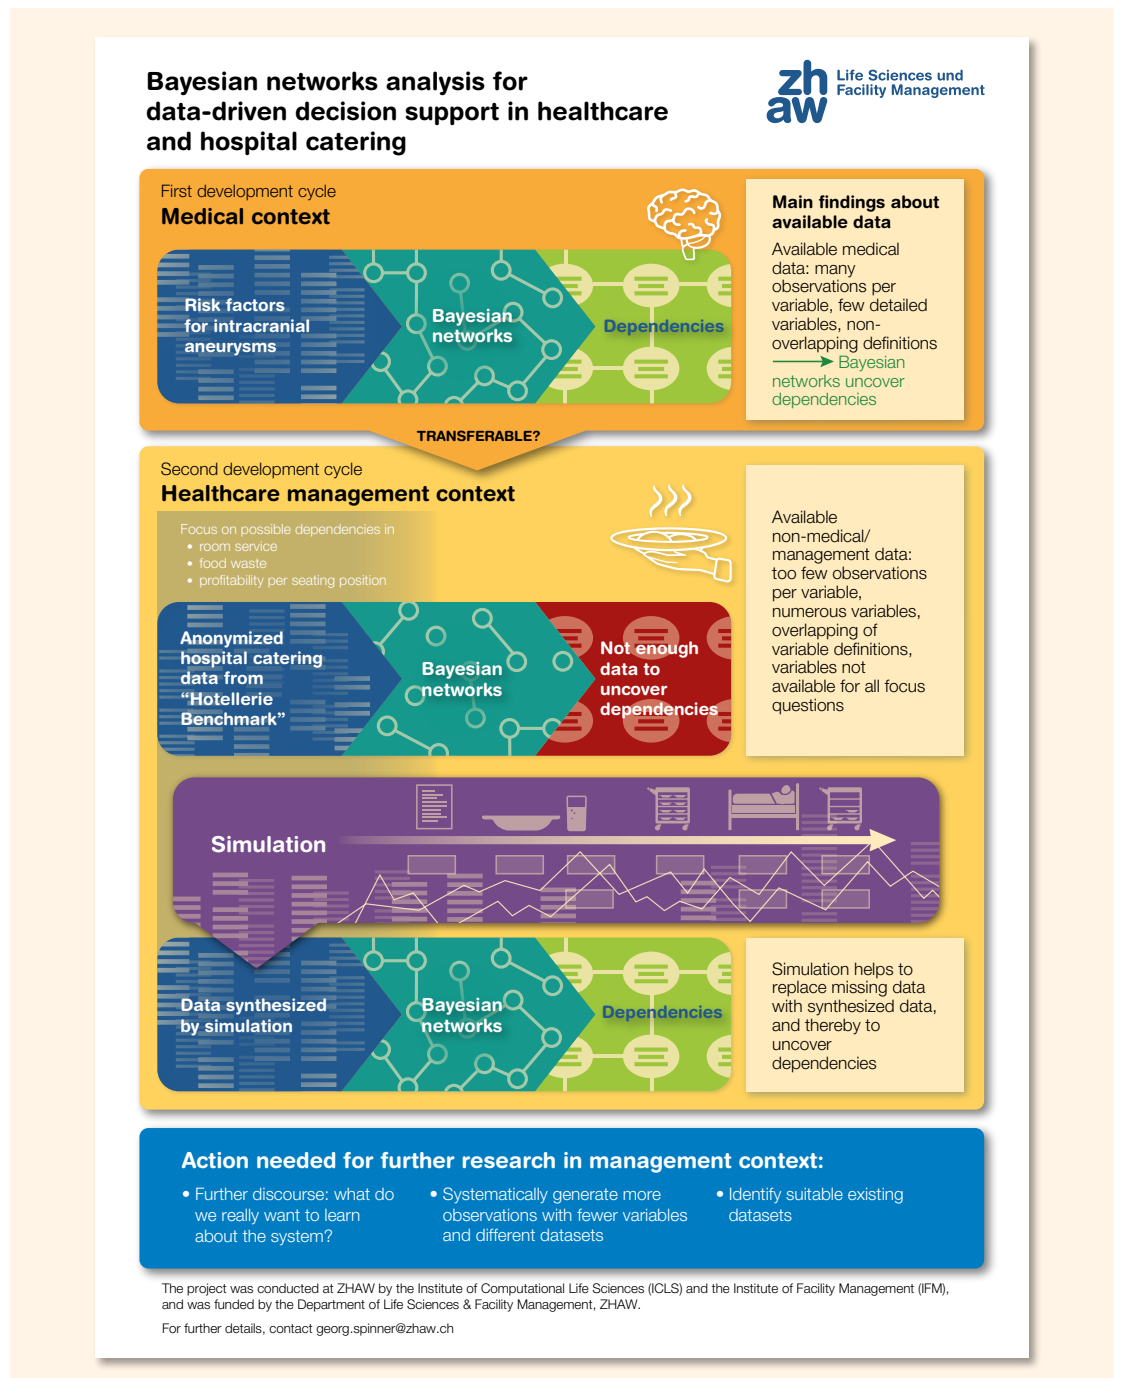 Bayesian networks analysis for
data-driven decision support in healthcare
and hospital catering
zh
aw
Life Sciences und
Facility Management
First development cycle
Medical context
Risk factors
for intracranial
aneurysms
Bayesian
networks
Dependencies
Main findings about
available data
Available medical
data: many
observations per
variable, few detailed
variables, non-
overlapping definitions
Bayesian
networks uncover
dependencies
TRANSFERABLE?
Second development cycle
Healthcare management context
Focus on possible dependencies in
• room service
• food waste
• profitability per seating position
Anonymized
hospital catering
data from
“Hotellerie
Benchmark”
Bayesian
networks
Not enough
data to
uncover
dependencies
Available
non-medical/
management data:
too few observations
per variable,
numerous variables,
overlapping of
variable definitions,
variables not
available for all focus
questions
Simulation
Data synthesized
by simulation
Bayesian
networks
Dependencies
Simulation helps to
replace missing data
with synthesized data,
and thereby to
uncover
dependencies
Action needed for further research in management context:
• Further discourse: what do
we really want to learn
about the system?
• Systematically generate more
observations with fewer variables
and different datasets
• Identify suitable existing
datasets
The project was conducted at ZHAW by the Institute of Computational Life Sciences (ICLS) and the Institute of Facility Management (IFM),
and was funded by the Department of Life Sciences & Facility Management, ZHAW.
For further details, contact georg.spinner@zhaw.ch